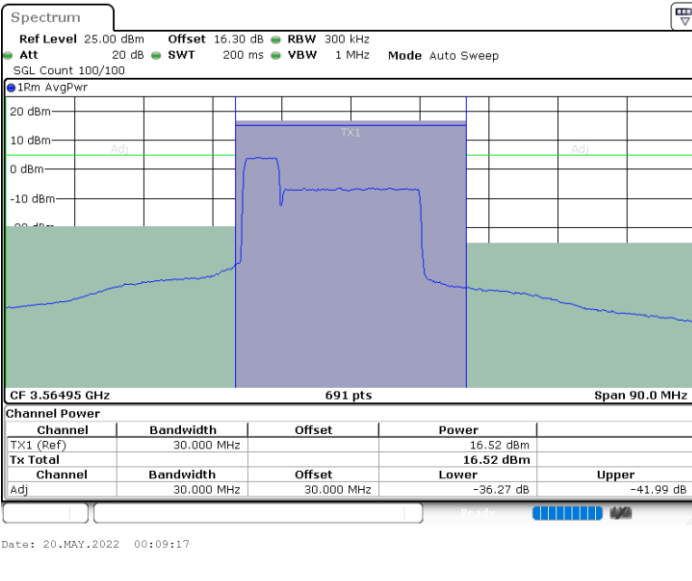 Spectrum
Ref Level 25.00 dBm Offset 16.30 dB RBW 300 kHz
Att 20 dB SWT 200 ms VBW 1 MHz Mode Auto Sweep
SGL Count 100/100
1Rm AvgPwr
20 dBm
TX1
10 dBm
Adj Adj
0 dBm
-10 dBm
CF 3.56495 GHz 691 pts Span 90.0 MHz
Channel Power
Channel Bandwidth Offset Power
TX1 (Ref) 30.000 MHz 16.52 dBm
Tx Total 16.52 dBm
Channel Bandwidth Offset Lower Upper
Adj 30.000 MHz 30.000 MHz -36.27 dB -41.99 dB
Date: 20.MAY.2022 00:09:17